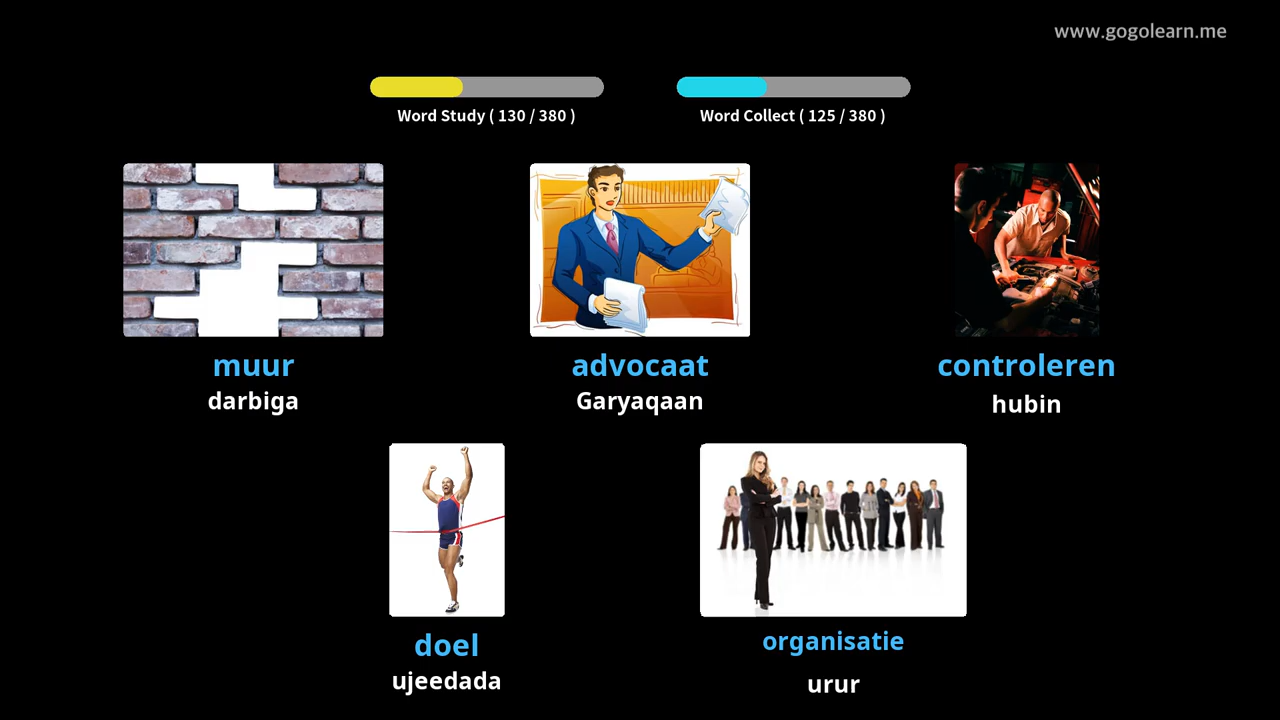 www.gogolearn.me
Word Study ( 130 / 380 )
Word Collect ( 125 / 380 )
muur
darbiga
advocaat
Garyaqaan
controleren
hubin
doel
ujeedada
organisatie
urur